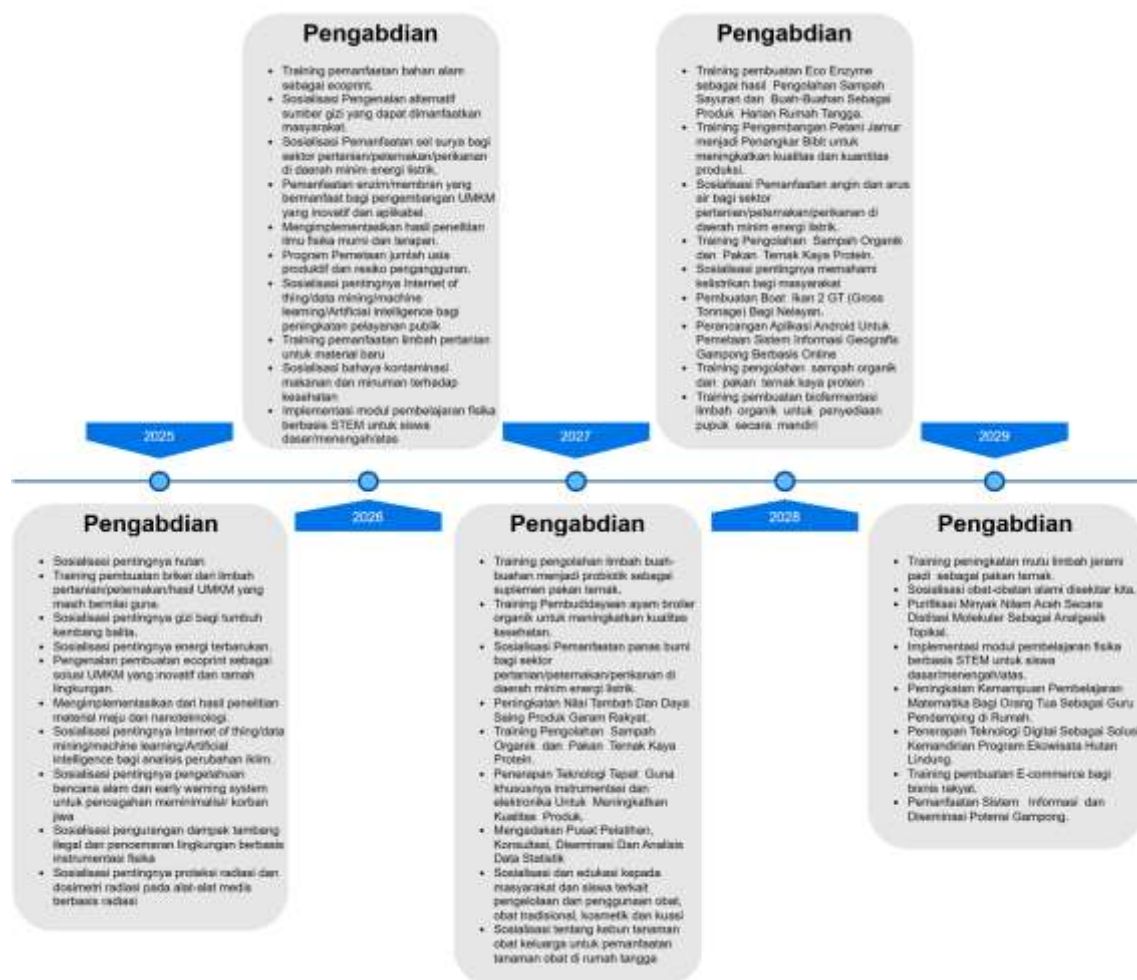 Pengabdian
• Training pemanfaatan bahan alam
sebagai ecoprint.
• Sosialisasi Pengenalan alternatif
sumber gizi yang dapat dimanfaatkan
masyarakat.
• Sosialisasi Pemanfaatan sel surya bagi
sektor pertanian/peternakan/perikanan
di daerah minim energi listrik.
• Pemanfaatan enzim/membran yang
bermanfaat bagi pengembangan UMKM
yang inovatif dan aplikabel.
• Mengimplementasikan hasil penelitian
ilmu fisika murni dan terapan.
• Program Pemetaan jumlah usia
produktif dan resiko pengangguran.
• Sosialisasi pentingnya Internet of
thing/data mining/machine
learning/Artificial intelligence bagi
peningkatan pelayanan publik
• Training pemanfaatan limbah pertanian
untuk material baru
• Sosialisasi bahaya kontaminasi
makanan dan minuman terhadap
kesehatan
• Implementasi modul pembelajaran fisika
berbasis STEM untuk siswa
dasar/menengah/atas
Pengabdian
• Training pembuatan Eco Enzyme
sebagai hasil Pengolahan Sampah
Sayuran dan Buah-Buahan Sebagai
Produk Harian Rumah Tangga.
• Training Pengembangan Petani Jamur
menjadi Penangkar Bibit untuk
meningkatkan kualitas dan kuantitas
produksi.
• Sosialisasi Pemanfaatan angin dan arus
air bagi sektor
pertanian/peternakan/perikanan di
daerah minim energi listrik.
• Training Pengolahan Sampah Organik
dan Pakan Ternak Kaya Protein.
• Sosialisasi pentingnya memahami
kelistrikan bagi masyarakat
• Pembuatan Boat Ikan 2 GT (Gross
Tonnage) Bagi Nelayan.
• Perancangan Aplikasi Android Untuk
Pemetaan Sistem Informasi Geografis
Gampong Berbasis Online
• Training pengolahan sampah organik
dan pakan ternak kaya protein
• Training pembuatan biofermentasi
limbah organik untuk penyediaan
pupuk secara mandiri
2025
2027
2029
2026
2028
Pengabdian
• Sosialisasi pentingnya hutan
• Training pembuatan briket dari limbah
pertanian/peternakan/hasil UMKM yang
masih bernilai guna.
• Sosialisasi pentingnya gizi bagi tumbuh
kembang balita.
• Sosialisasi pentingnya energi terbarukan.
• Pengenalan pembuatan ecoprint sebagai
solusi UMKM yang inovatif dan ramah
lingkungan.
• Mengimplementasikan dari hasil penelitian
material maju dan nanoteknologi.
• Sosialisasi pentingnya Internet of thing/data
mining/machine learning/Artificial
intelligence bagi analisis perubahan iklim.
• Sosialisasi pentingnya pengetahuan
bencana alam dan early warning system
untuk pencegahan meminimalisir korban
jiwa
• Sosialisasi pengurangan dampak tambang
ilegal dan pencemaran lingkungan berbasis
instrumentasi fisika
• Sosialisasi pentingnya proteksi radiasi dan
dosimetri radiasi pada alat-alat medis
berbasis radiasi
Pengabdian
• Training pengolahan limbah buah-
buahan menjadi probiotik sebagai
suplemen pakan ternak.
• Training Pembudidayaan ayam broiler
organik untuk meningkatkan kualitas
kesehatan.
• Sosialisasi Pemanfaatan panas bumi
bagi sektor
pertanian/peternakan/perikanan di
daerah minim energi listrik.
• Peningkatan Nilai Tambah Dan Daya
Saing Produk Garam Rakyat.
• Training Pengolahan Sampah
Organik dan Pakan Ternak Kaya
Protein.
• Penerapan Teknologi Tepat Guna
khususnya instrumentasi dan
elektronika Untuk Meningkatkan
Kualitas Produk.
• Mengadakan Pusat Pelatihan,
Konsultasi, Diseminasi Dan Analisis
Data Statistik
• Sosialisasi dan edukasi kepada
masyarakat dan siswa terkait
pengelolaan dan penggunaan obat,
obat tradisional, kosmetik dan kuasi
• Sosialisasi tentang kebun tanaman
obat keluarga untuk pemanfaatan
tanaman obat di rumah tangga
Pengabdian
• Training peningkatan mutu limbah jerami
padi sebagai pakan ternak.
• Sosialisasi obat-obatan alami disekitar kita.
• Purifikasi Minyak Nilam Aceh Secara
Distilasi Molekuler Sebagai Analgesik
Topikal.
• Implementasi modul pembelajaran fisika
berbasis STEM untuk siswa
dasar/menengah/atas.
• Peningkatan Kemampuan Pembelajaran
Matematika Bagi Orang Tua Sebagai Guru
Pendamping di Rumah.
• Penerapan Teknologi Digital Sebagai Solusi
Kemandirian Program Ekowisata Hutan
Lindung.
• Training pembuatan E-commerce bagi
bisnis rakyat.
• Pemanfaatan Sistem Informasi dan
Diseminasi Potensi Gampong.